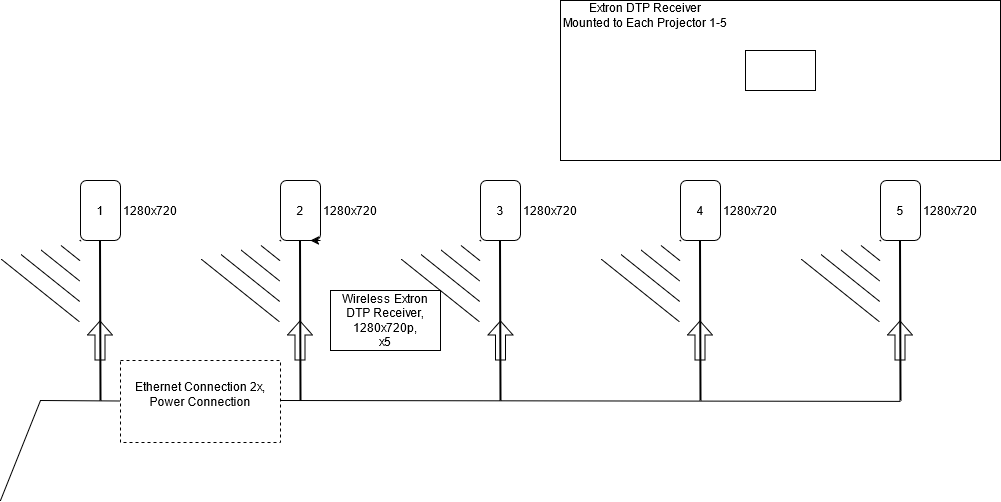 Extron DTP Receiver
Mounted to Each Projector 1-5
1
1280x720
2
1280x720
3
1280x720
4
1280x720
5
1280x720
Wireless Extron
DTP Receiver,
1280x720p,
x5
Ethernet Connection 2x,
Power Connection